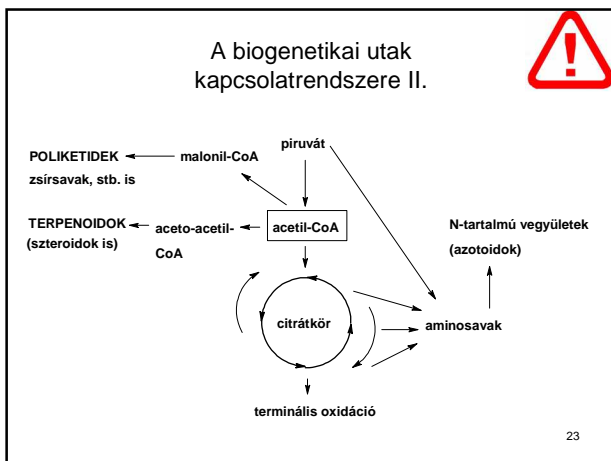 A biogenetikai utak
kapcsolatrendszere II.
piruvát
POLIKETIDEK
malonil-CoA
zsírsavak, stb. is
TERPENOIDOK
(szteroidok is)
aceto-acetil-
CoA
acetil-CoA
N-tartalmú vegyületek
(azotoidok)
citrátkör
aminosavak
terminális oxidáció
23